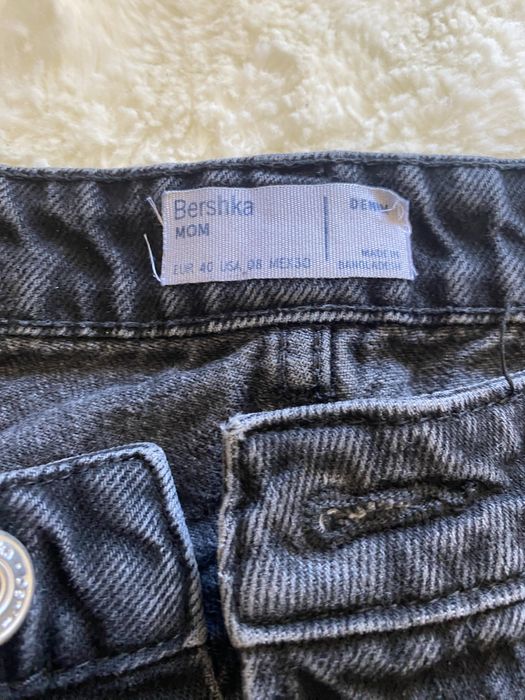 Bershka
MOM
EUR 40 USA 08 MEX30
DENIM
MADE IN
BANGLADESH